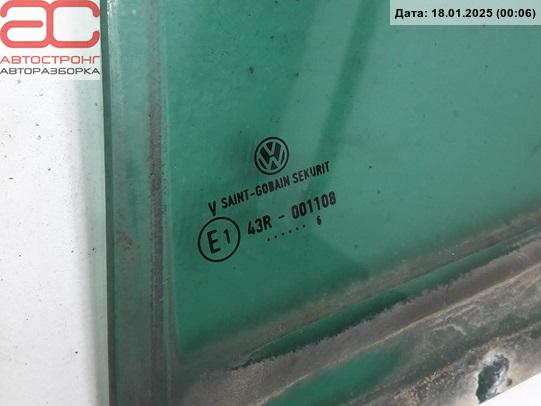 АС
АВТОСТРОНГ
АВТОРАЗБОРКА
Дата: 18.01.2025 (00:06)
V SAINT-GOBAIN SEKURIT
E1 43R - 001108
...... 6